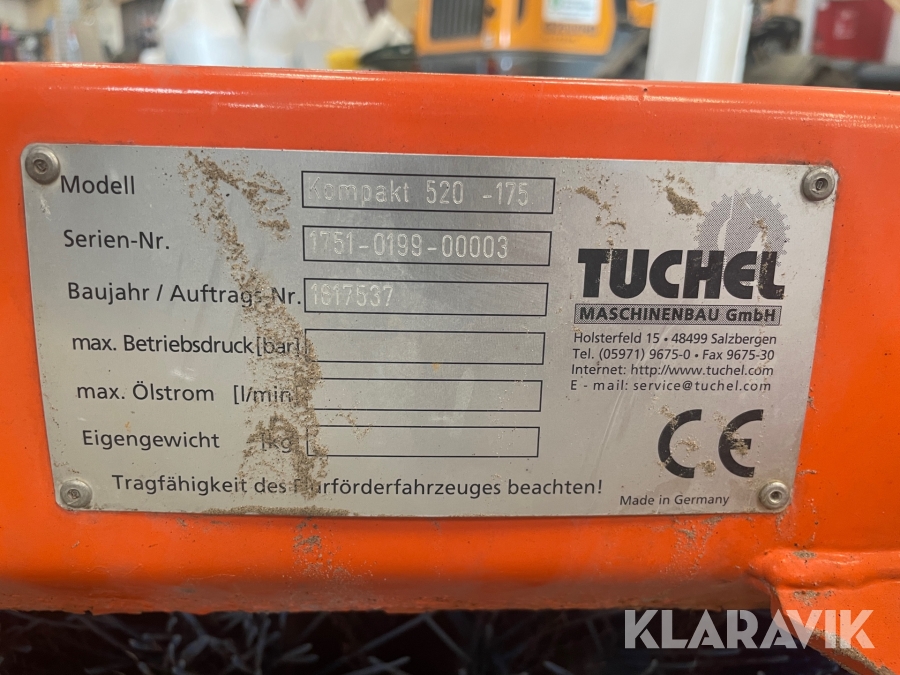 Modell Kompakt 520 -175
Serien-Nr. 1751-0199-00003
Baujahr / Auftrags-Nr. 1617537
max. Betriebsdruck [bar]
max. Ölstrom [l/min]
Eigengewicht [kg]
Tragfähigkeit des Flurförderfahrzeuges beachten!
TUCHEL
MASCHINENBAU GmbH
Holsterfeld 15 • 48499 Salzbergen
Tel. (05971) 9675-0 • Fax 9675-30
Internet: http://www.tuchel.com
E - mail: service@tuchel.com
CE
Made in Germany
KLARAVIK